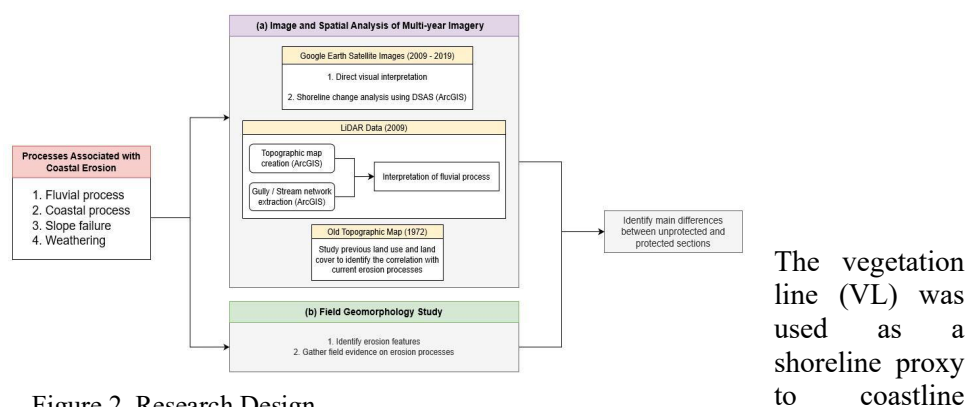 Processes Associated with
Coastal Erosion
1. Fluvial process
2. Coastal process
3. Slope failure
4. Weathering
(a) Image and Spatial Analysis of Multi-year Imagery
Google Earth Satellite Images (2009 - 2019)
1. Direct visual interpretation
2. Shoreline change analysis using DSAS (ArcGIS)
LiDAR Data (2009)
Topographic map
creation (ArcGIS)
Gully / Stream network
extraction (ArcGIS)
Interpretation of fluvial process
Old Topographic Map (1972)
Study previous land use and land
cover to identify the correlation with
current erosion processes
(b) Field Geomorphology Study
1. Identify erosion features
2. Gather field evidence on erosion processes
Identify main differences
between unprotected and
protected sections
Figure 2. Research Design
The vegetation
line (VL) was
used as a
shoreline proxy
to coastline